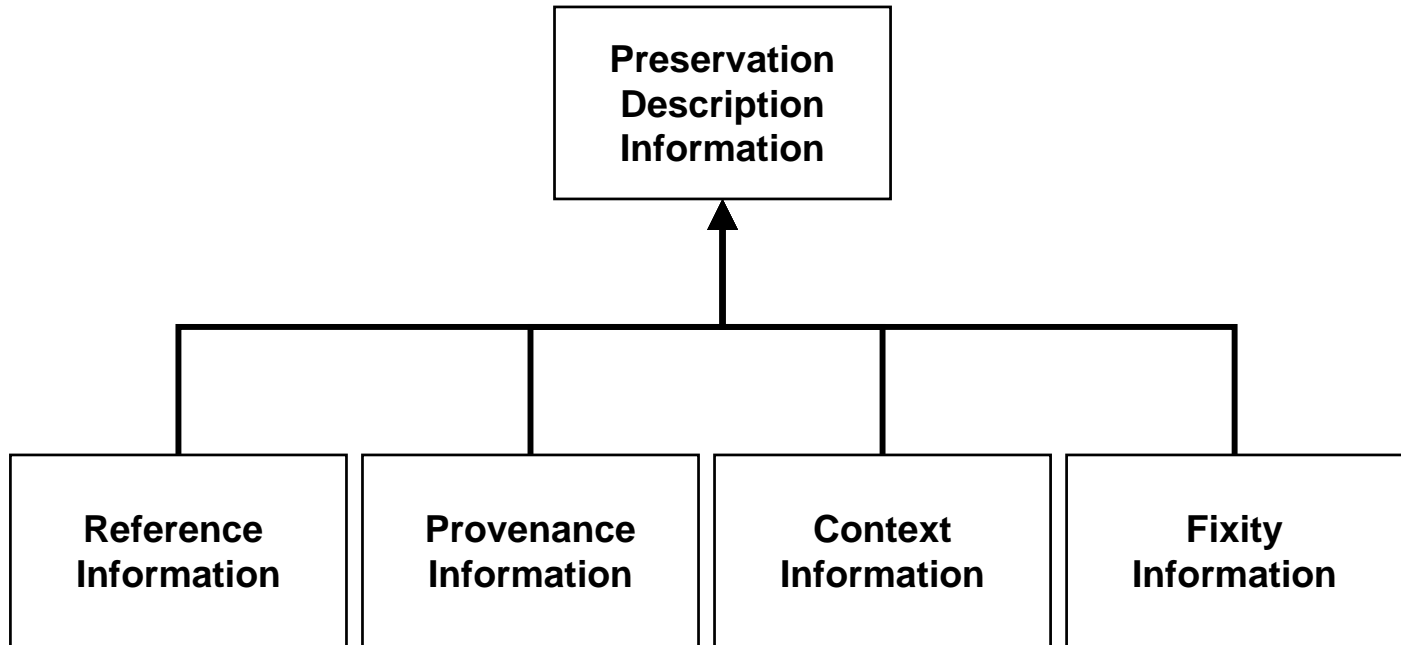 Preservation
Description
Information
Reference
Information
Provenance
Information
Context
Information
Fixity
Information